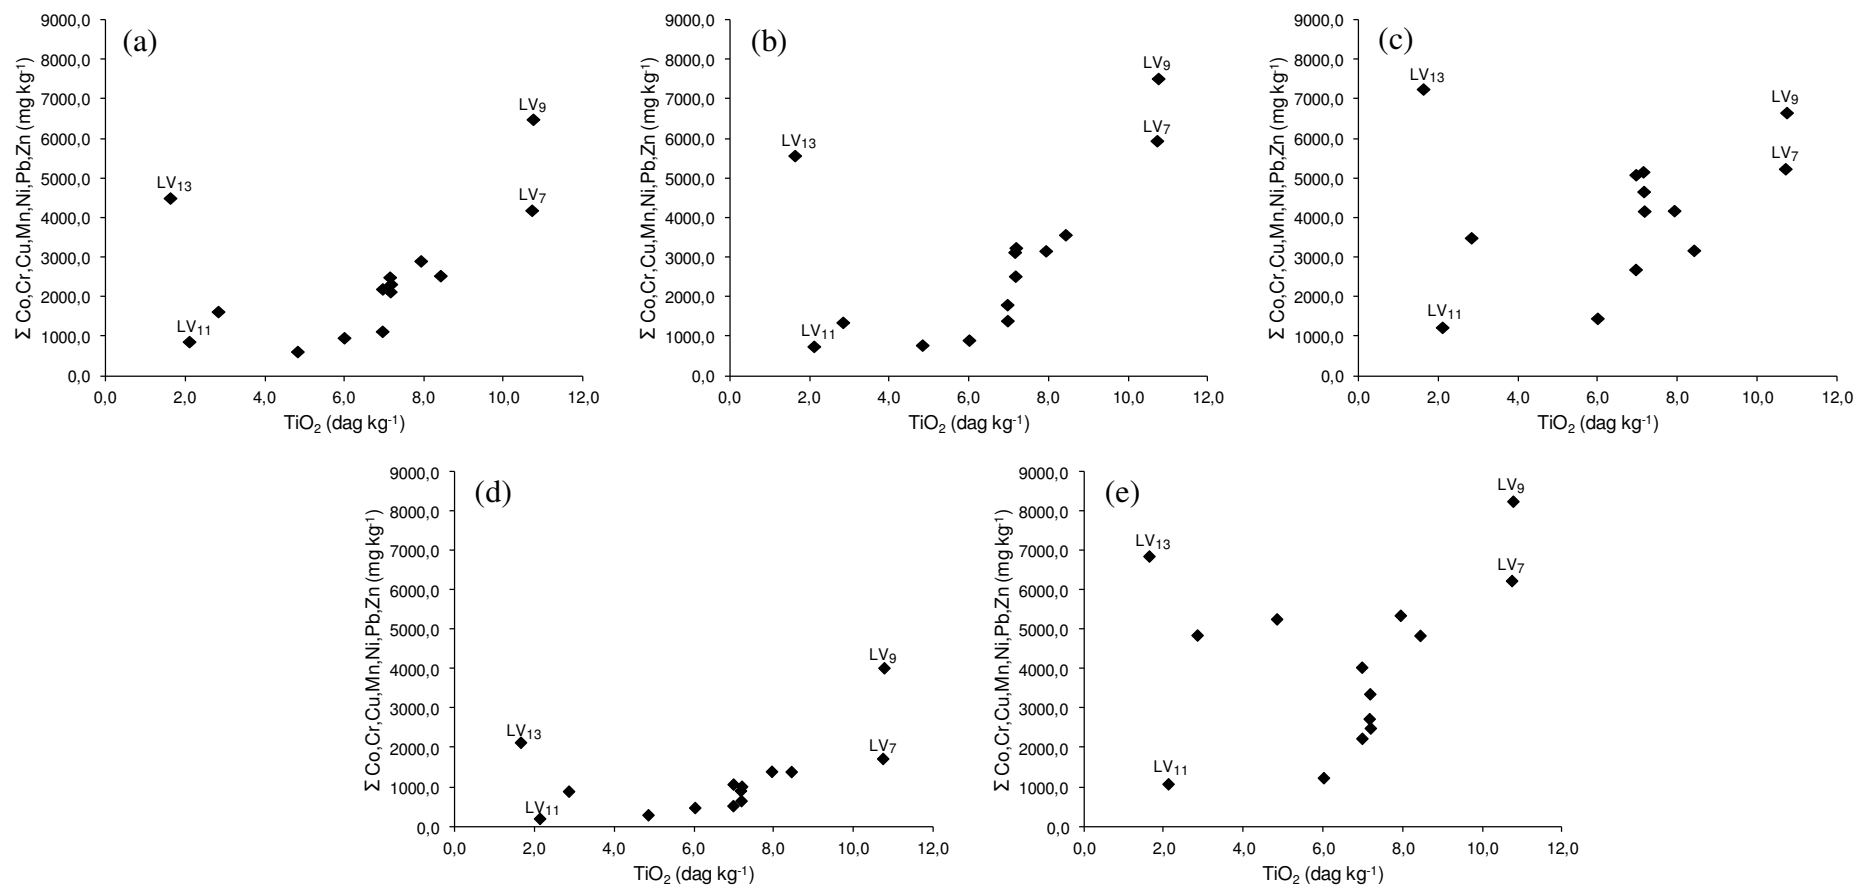 (a)
Σ Co,Cr,Cu,Mn,Ni,Pb,Zn (mg kg-1)
9000,0
8000,0
7000,0
6000,0
5000,0
4000,0
3000,0
2000,0
1000,0
0,0
LV9
LV13
LV7
LV11
0,0 2,0 4,0 6,0 8,0 10,0 12,0
TiO2 (dag kg-1)
(b)
Σ Co,Cr,Cu,Mn,Ni,Pb,Zn (mg kg-1)
9000,0
8000,0
7000,0
6000,0
5000,0
4000,0
3000,0
2000,0
1000,0
0,0
LV9
LV7
LV13
LV11
0,0 2,0 4,0 6,0 8,0 10,0 12,0
TiO2 (dag kg-1)
(c)
Σ Co,Cr,Cu,Mn,Ni,Pb,Zn (mg kg-1)
9000,0
8000,0
7000,0
6000,0
5000,0
4000,0
3000,0
2000,0
1000,0
0,0
LV13
LV9
LV7
LV11
0,0 2,0 4,0 6,0 8,0 10,0 12,0
TiO2 (dag kg-1)
(d)
Σ Co,Cr,Cu,Mn,Ni,Pb,Zn (mg kg-1)
9000,0
8000,0
7000,0
6000,0
5000,0
4000,0
3000,0
2000,0
1000,0
0,0
LV9
LV13
LV7
LV11
0,0 2,0 4,0 6,0 8,0 10,0 12,0
TiO2 (dag kg-1)
(e)
Σ Co,Cr,Cu,Mn,Ni,Pb,Zn (mg kg-1)
9000,0
8000,0
7000,0
6000,0
5000,0
4000,0
3000,0
2000,0
1000,0
0,0
LV9
LV13
LV7
LV11
0,0 2,0 4,0 6,0 8,0 10,0 12,0
TiO2 (dag kg-1)